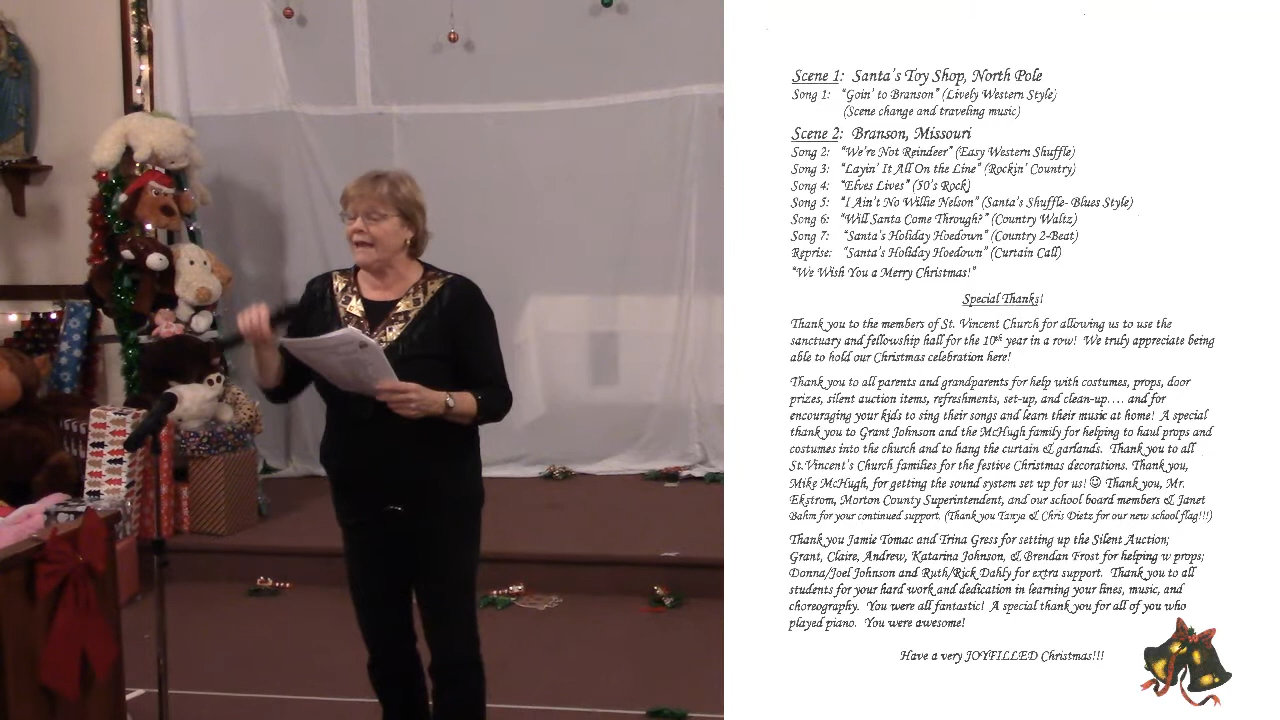 Scene 1: Santa's Toy Shop, North Pole
Song 1: "Goin' to Branson" (Lively Western Style)
(Scene change and traveling music)
Scene 2: Branson, Missouri
Song 2: "We're Not Reindeer" (Easy Western Shuffle)
Song 3: "Layin' It All On the Line" (Rockin' Country)
Song 4: "Elves Lives" (50's Rock)
Song 5: "I Ain't No Willie Nelson" (Santa's Shuffle- Blues Style)
Song 6: "Will Santa Come Through?" (Country Waltz)
Song 7: "Santa's Holiday Hoedown" (Country 2-Beat)
Reprise: "Santa's Holiday Hoedown" (Curtain Call)
"We Wish You a Merry Christmas!"
Special Thanks!
Thank you to the members of St. Vincent Church for allowing us to use the
sanctuary and fellowship hall for the 10th year in a row! We truly appreciate being
able to hold our Christmas celebration here!
Thank you to all parents and grandparents for help with costumes, props, door
prizes, silent auction items, refreshments, set-up, and clean-up…. and for
encouraging your kids to sing their songs and learn their music at home! A special
thank you to Grant Johnson and the McHugh family for helping to haul props and
costumes into the church and to hang the curtain & garlands. Thank you to all
St.Vincent's Church families for the festive Christmas decorations. Thank you,
Mike McHugh, for getting the sound system set up for us! ☺ Thank you, Mr.
Ekstrom, Morton County Superintendent, and our school board members & Janet
Bahm for your continued support. (Thank you Tanya & Chris Dietz for our new school flag!!!)
Thank you Jamie Tomac and Trina Gress for setting up the Silent Auction;
Grant, Claire, Andrew, Katarina Johnson, & Brendan Frost for helping w props;
Donna/Joel Johnson and Ruth/Rick Dahly for extra support. Thank you to all
students for your hard work and dedication in learning your lines, music, and
choreography. You were all fantastic! A special thank you for all of you who
played piano. You were awesome!
Have a very JOYFILLED Christmas!!!